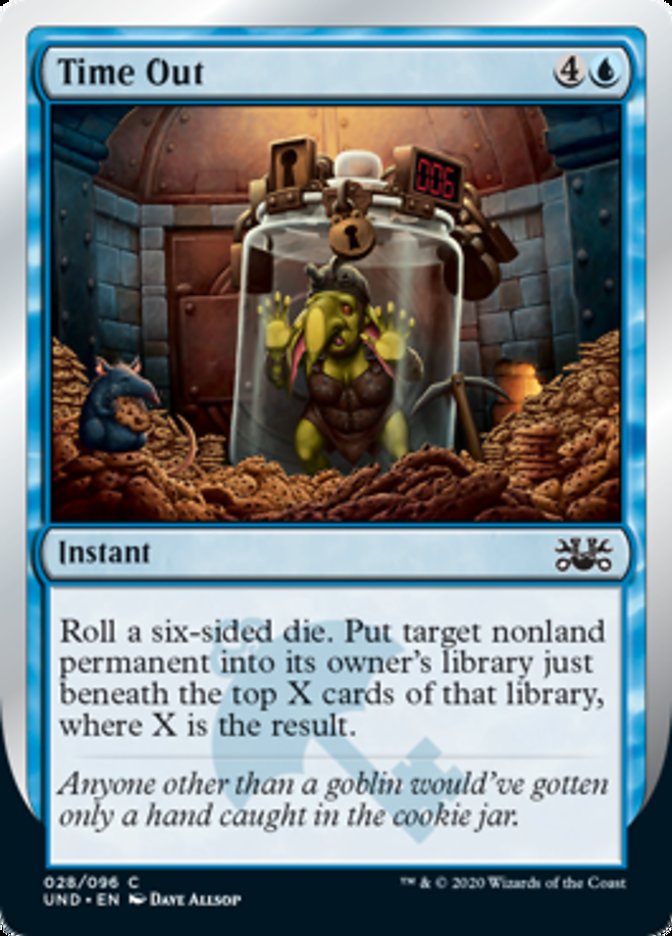 Time Out 4
006
Instant
Roll a six-sided die. Put target nonland
permanent into its owner's library just
beneath the top X cards of that library,
where X is the result.
Anyone other than a goblin would've gotten
only a hand caught in the cookie jar.
028/096 C
UND • EN Dave Allsop
™ & © 2020 Wizards of the Coast